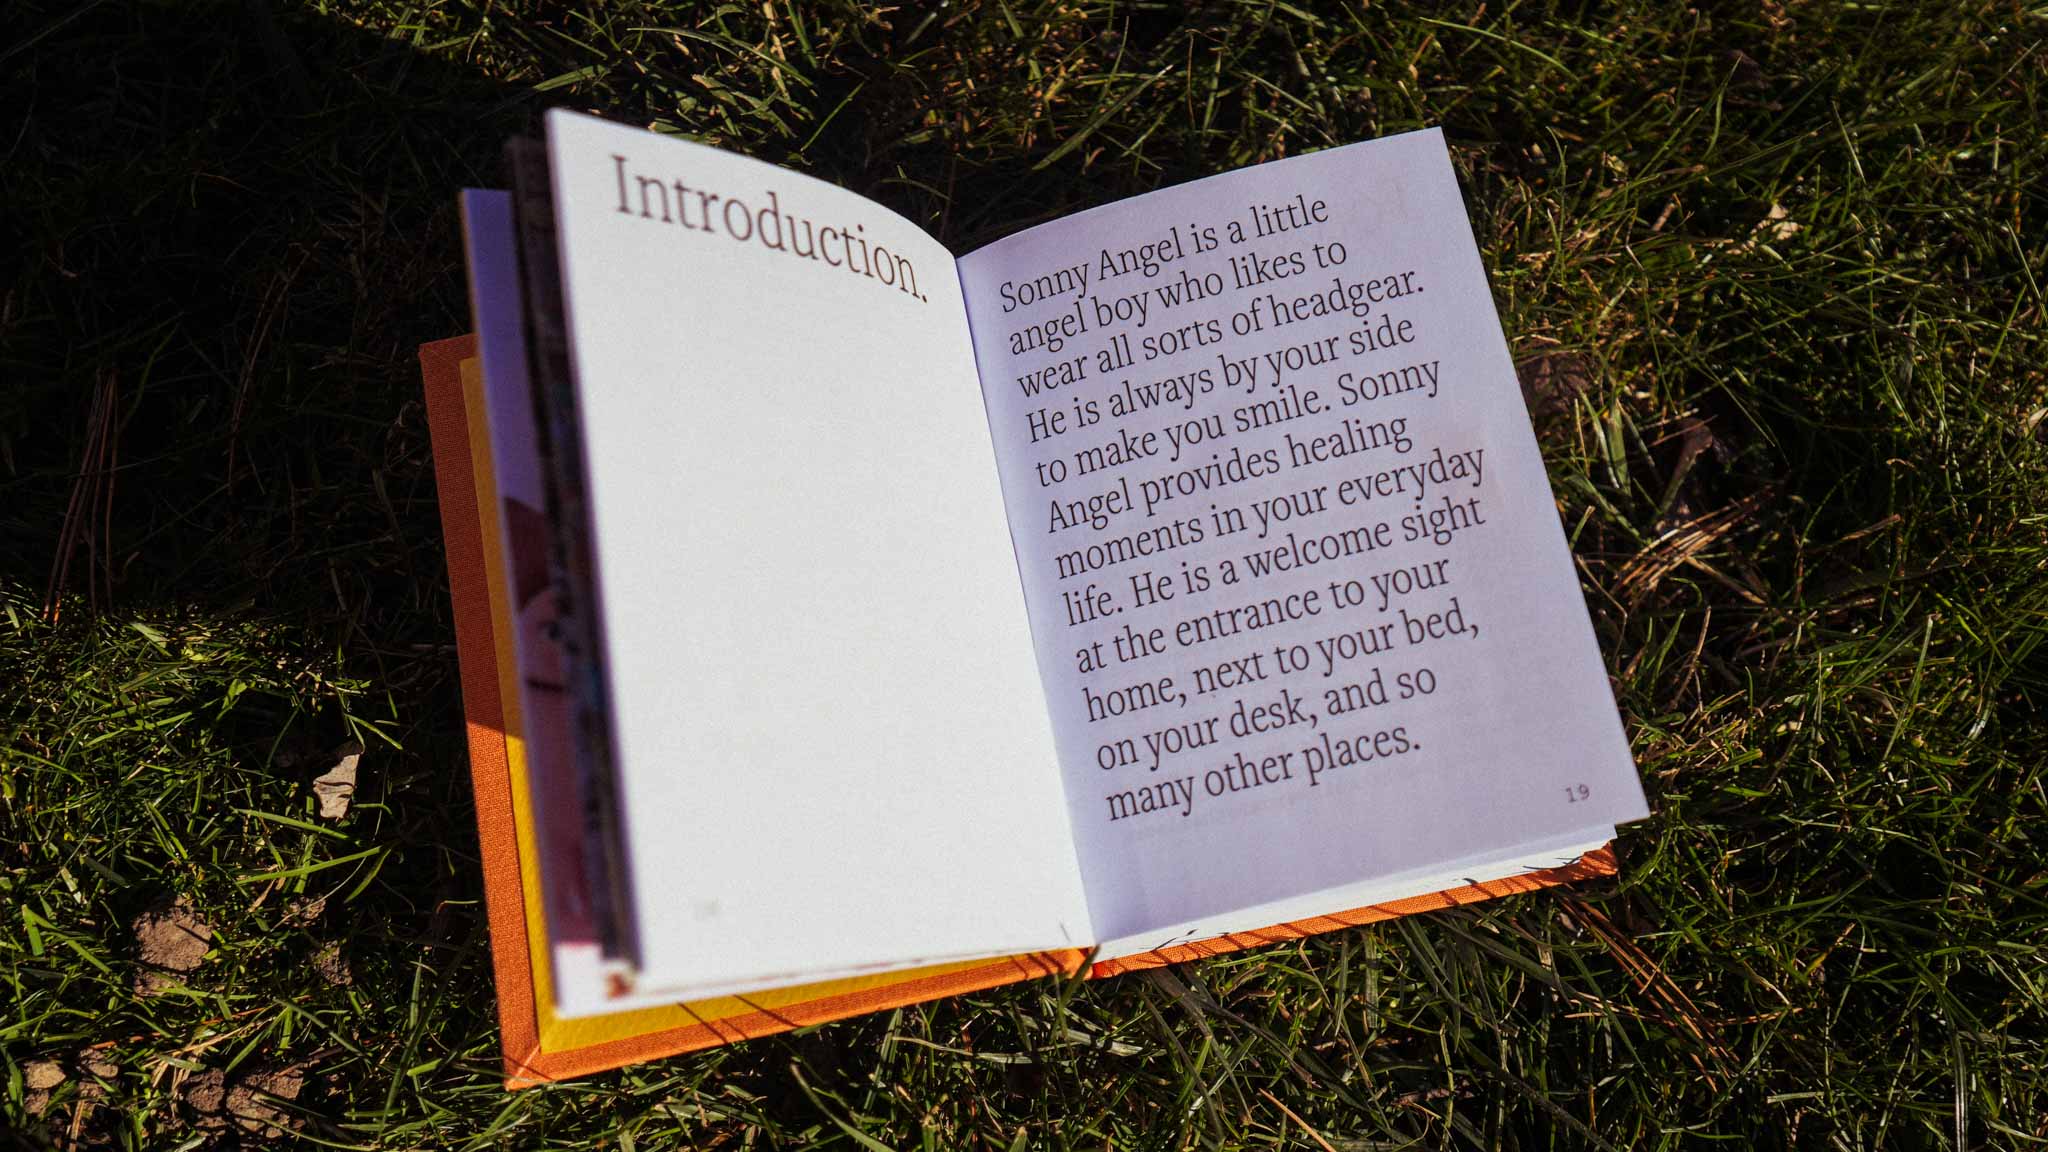 Introduction.
Sonny Angel is a little
angel boy who likes to
wear all sorts of headgear.
He is always by your side
to make you smile. Sonny
Angel provides healing
moments in your everyday
life. He is a welcome sight
at the entrance to your
home, next to your bed,
on your desk, and so
many other places.
19